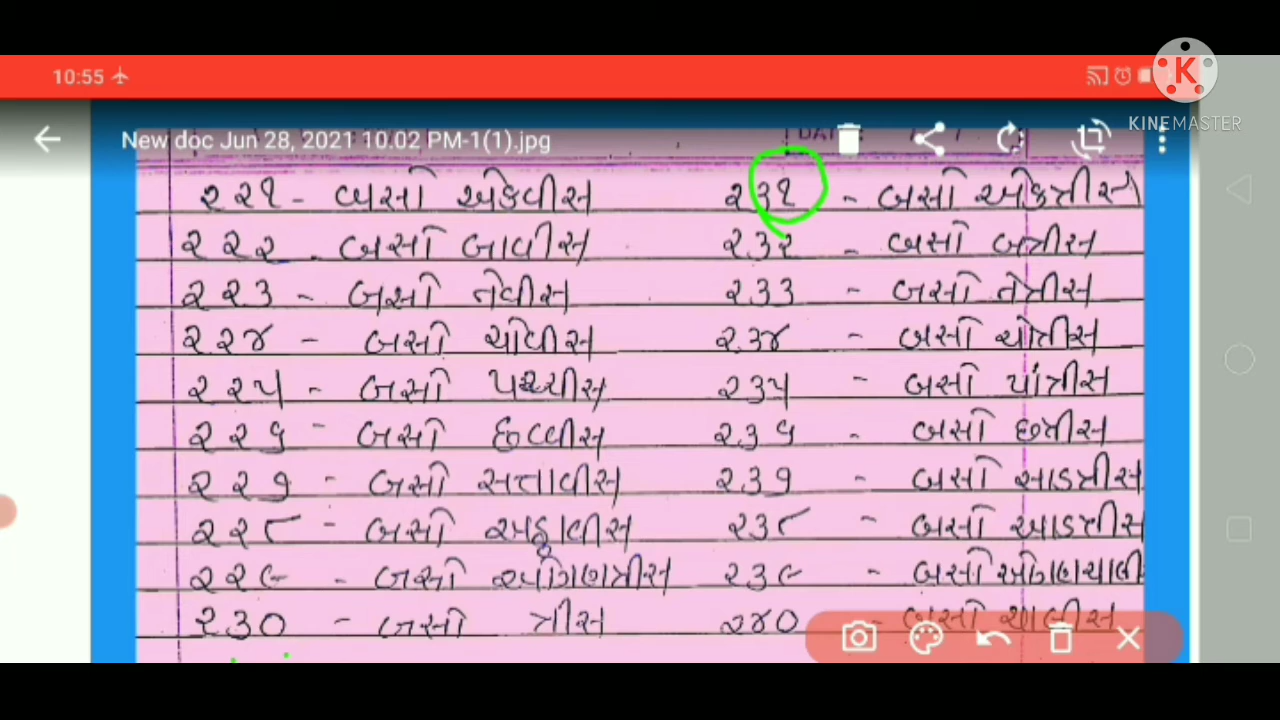 10:55
KINEMASTER
New doc Jun 28, 2021 10.02 PM-1(1).jpg
૨૨૧ - બસો એકવીસ ૨૩૧ - બસો એકત્રીસ
૨૨૨ - બસો બાવીસ ૨૩૨ - બસો બત્રીસ
૨૨૩ - બસો તેવીસ ૨૩૩ - બસો તેત્રીસ
૨૨૪ - બસો ચોવીસ ૨૩૪ - બસો ચોત્રીસ
૨૨૫ - બસો પચ્ચીસ ૨૩૫ - બસો પાંત્રીસ
૨૨૬ - બસો છવ્વીસ ૨૩૬ - બસો છત્રીસ
૨૨૭ - બસો સત્તાવીસ ૨૩૭ - બસો સાડત્રીસ
૨૨૮ - બસો અઠ્ઠાવીસ ૨૩૮ - બસો આડત્રીસ
૨૨૯ - બસો ઓગણત્રીસ ૨૩૯ - બસો ઓગણચાલી
૨૩૦ - બસો ત્રીસ ૨૪૦ - બસો ચાલીસ